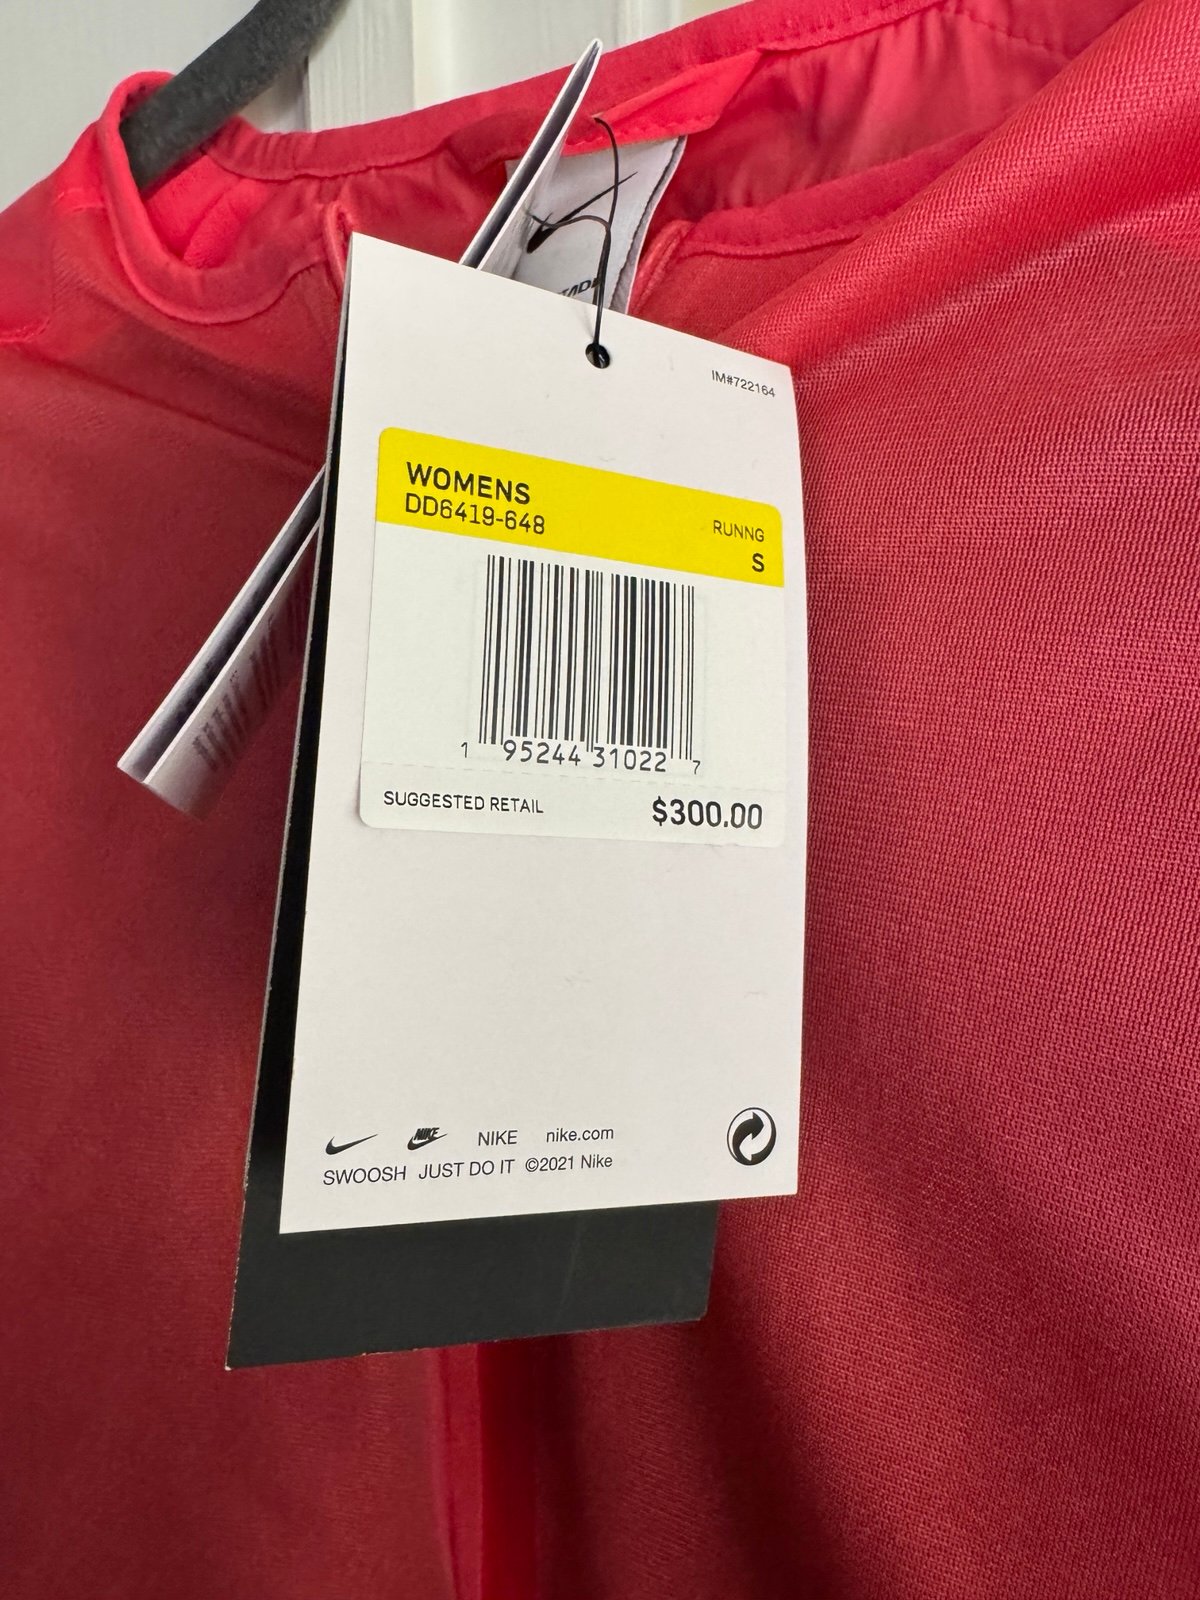 IM#722164
WOMENS
DD6419-648
RUNNG
S
1 95244 31022 7
SUGGESTED RETAIL $300.00
NIKE NIKE nike.com
SWOOSH JUST DO IT ©2021 Nike